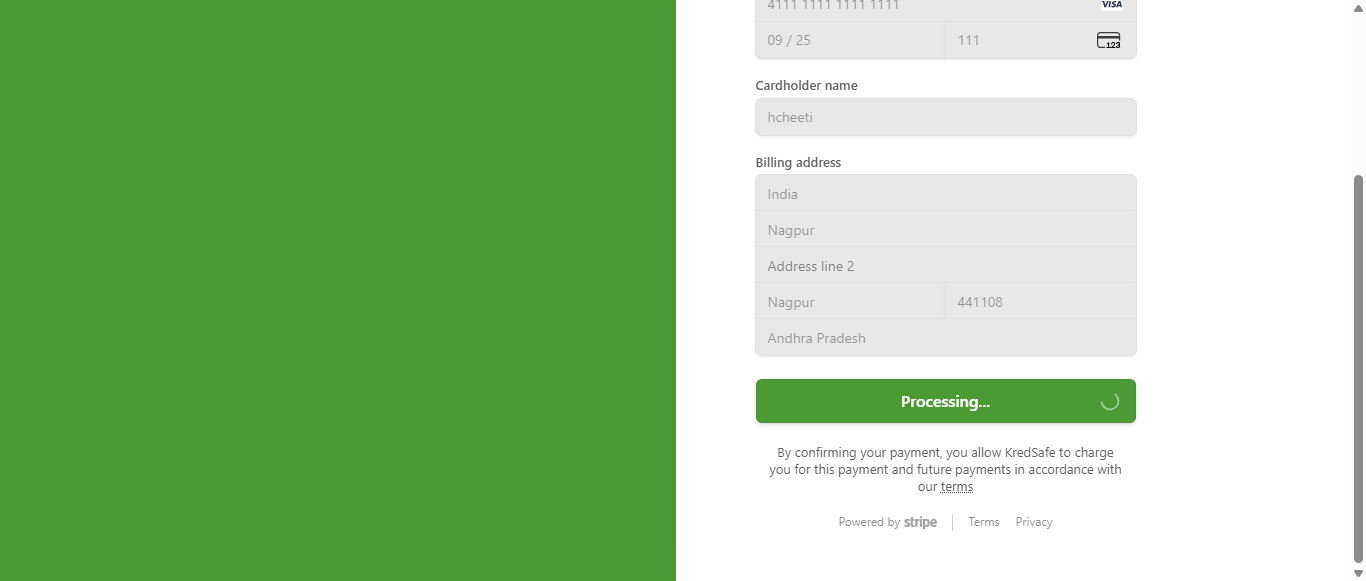 4111 1111 1111 1111 VISA
09 / 25 111 123
Cardholder name
hcheeti
Billing address
India
Nagpur
Address line 2
Nagpur 441108
Andhra Pradesh
Processing...
By confirming your payment, you allow KredSafe to charge
you for this payment and future payments in accordance with
our terms
Powered by stripe Terms Privacy